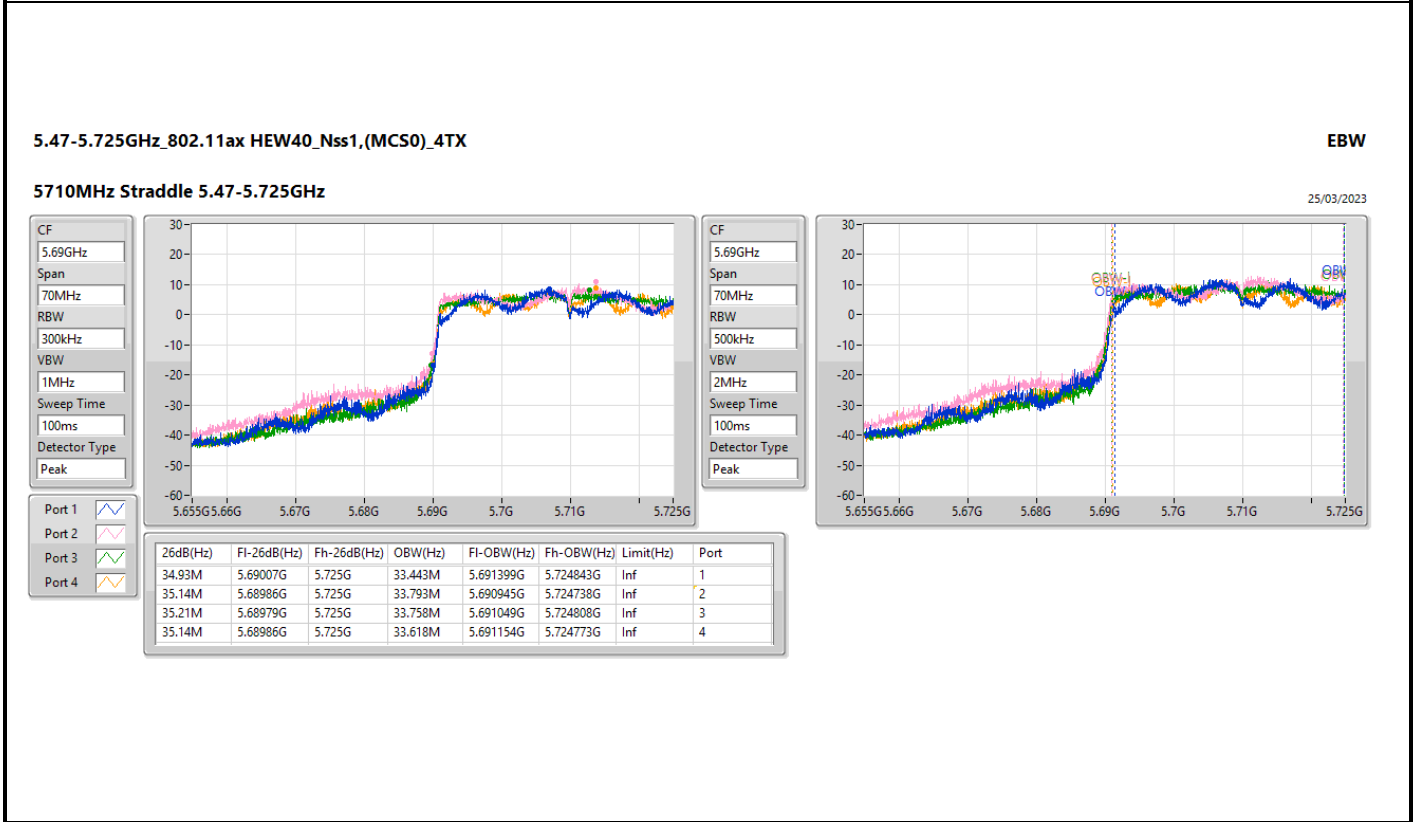 5.47-5.725GHz_802.11ax HEW40_Nss1,(MCS0)_4TX
EBW
5710MHz Straddle 5.47-5.725GHz
25/03/2023
CF
5.69GHz
Span
70MHz
RBW
300kHz
VBW
1MHz
Sweep Time
100ms
Detector Type
Peak
30
20
10
0
-10
-20
-30
-40
-50
-60
5.655G 5.66G 5.67G 5.68G 5.69G 5.7G 5.71G 5.725G
CF
5.69GHz
Span
70MHz
RBW
500kHz
VBW
2MHz
Sweep Time
100ms
Detector Type
Peak
30
20
10
0
-10
-20
-30
-40
-50
-60
5.655G 5.66G 5.67G 5.68G 5.69G 5.7G 5.71G 5.725G
Port 1
Port 2
Port 3
Port 4
26dB(Hz) Fl-26dB(Hz) Fh-26dB(Hz) OBW(Hz) Fl-OBW(Hz) Fh-OBW(Hz) Limit(Hz) Port
34.93M 5.69007G 5.725G 33.443M 5.691399G 5.724843G Inf 1
35.14M 5.68986G 5.725G 33.793M 5.690945G 5.724738G Inf 2
35.21M 5.68979G 5.725G 33.758M 5.691049G 5.724808G Inf 3
35.14M 5.68986G 5.725G 33.618M 5.691154G 5.724773G Inf 4